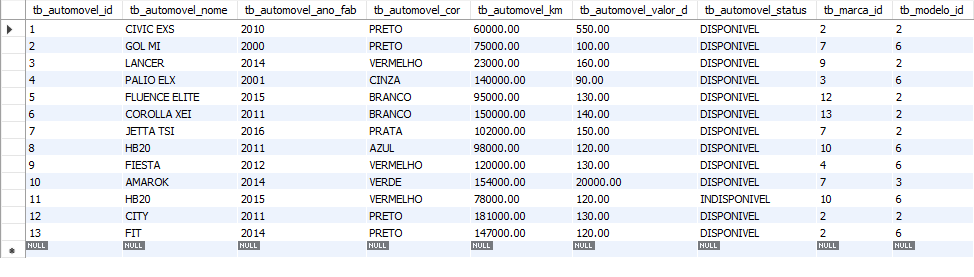 tb_automovel_id tb_automovel_nome tb_automovel_ano_fab tb_automovel_cor tb_automovel_km tb_automovel_valor_d tb_automovel_status tb_marca_id tb_modelo_id
1 CIVIC EXS 2010 PRETO 60000.00 550.00 DISPONIVEL 2 2
2 GOL MI 2000 PRETO 75000.00 100.00 DISPONIVEL 7 6
3 LANCER 2014 VERMELHO 23000.00 160.00 DISPONIVEL 9 2
4 PALIO ELX 2001 CINZA 140000.00 90.00 DISPONIVEL 3 6
5 FLUENCE ELITE 2015 BRANCO 95000.00 130.00 DISPONIVEL 12 2
6 COROLLA XEI 2011 BRANCO 150000.00 140.00 DISPONIVEL 13 2
7 JETTA TSI 2016 PRATA 102000.00 150.00 DISPONIVEL 7 2
8 HB20 2011 AZUL 98000.00 120.00 DISPONIVEL 10 6
9 FIESTA 2012 VERMELHO 120000.00 130.00 DISPONIVEL 4 6
10 AMAROK 2014 VERDE 154000.00 20000.00 DISPONIVEL 7 3
11 HB20 2015 VERMELHO 78000.00 120.00 INDISPONIVEL 10 6
12 CITY 2011 PRETO 181000.00 130.00 DISPONIVEL 2 2
13 FIT 2014 PRETO 147000.00 120.00 DISPONIVEL 2 6
NULL NULL NULL NULL NULL NULL NULL NULL NULL